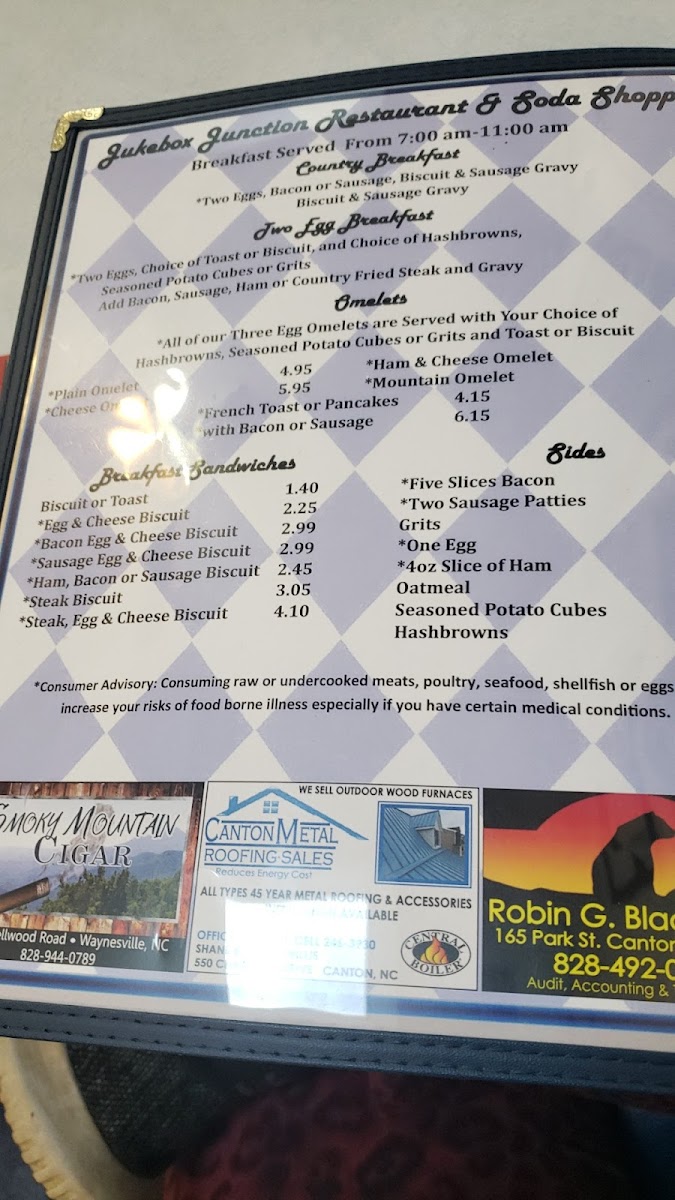 Jukebox Junction Restaurant & Soda Shopp
Breakfast Served From 7:00 am-11:00 am
Country Breakfast
*Two Eggs, Bacon or Sausage, Biscuit & Sausage Gravy
Biscuit & Sausage Gravy
Two Egg Breakfast
*Two Eggs, Choice of Toast or Biscuit, and Choice of Hashbrowns,
Seasoned Potato Cubes or Grits
Add Bacon, Sausage, Ham or Country Fried Steak and Gravy
Omelets
*All of our Three Egg Omelets are Served with Your Choice of
Hashbrowns, Seasoned Potato Cubes or Grits and Toast or Biscuit
*Plain Omelet 4.95 *Ham & Cheese Omelet
*Cheese 5.95 *Mountain Omelet
*French Toast or Pancakes 4.15
*with Bacon or Sausage 6.15
Breakfast Sandwiches
Biscuit or Toast 1.40
*Egg & Cheese Biscuit 2.25
*Bacon Egg & Cheese Biscuit 2.99
*Sausage Egg & Cheese Biscuit 2.99
*Ham, Bacon or Sausage Biscuit 2.45
*Steak Biscuit 3.05
*Steak, Egg & Cheese Biscuit 4.10
Sides
*Five Slices Bacon
*Two Sausage Patties
Grits
*One Egg
*4oz Slice of Ham
Oatmeal
Seasoned Potato Cubes
Hashbrowns
*Consumer Advisory: Consuming raw or undercooked meats, poultry, seafood, shellfish or eggs
increase your risks of food borne illness especially if you have certain medical conditions.
SMOKY MOUNTAIN
CIGAR
llwood Road • Waynesville, NC
828-944-0789
WE SELL OUTDOOR WOOD FURNACES
CANTON METAL
ROOFING SALES
Reduces Energy Cost
ALL TYPES 45 YEAR METAL ROOFING & ACCESSORIES
AVAILABLE
CANTON, NC
CENTRAL
BOILER
Robin G. Bla
165 Park St. Canton
828-492-0
Audit, Accounting &